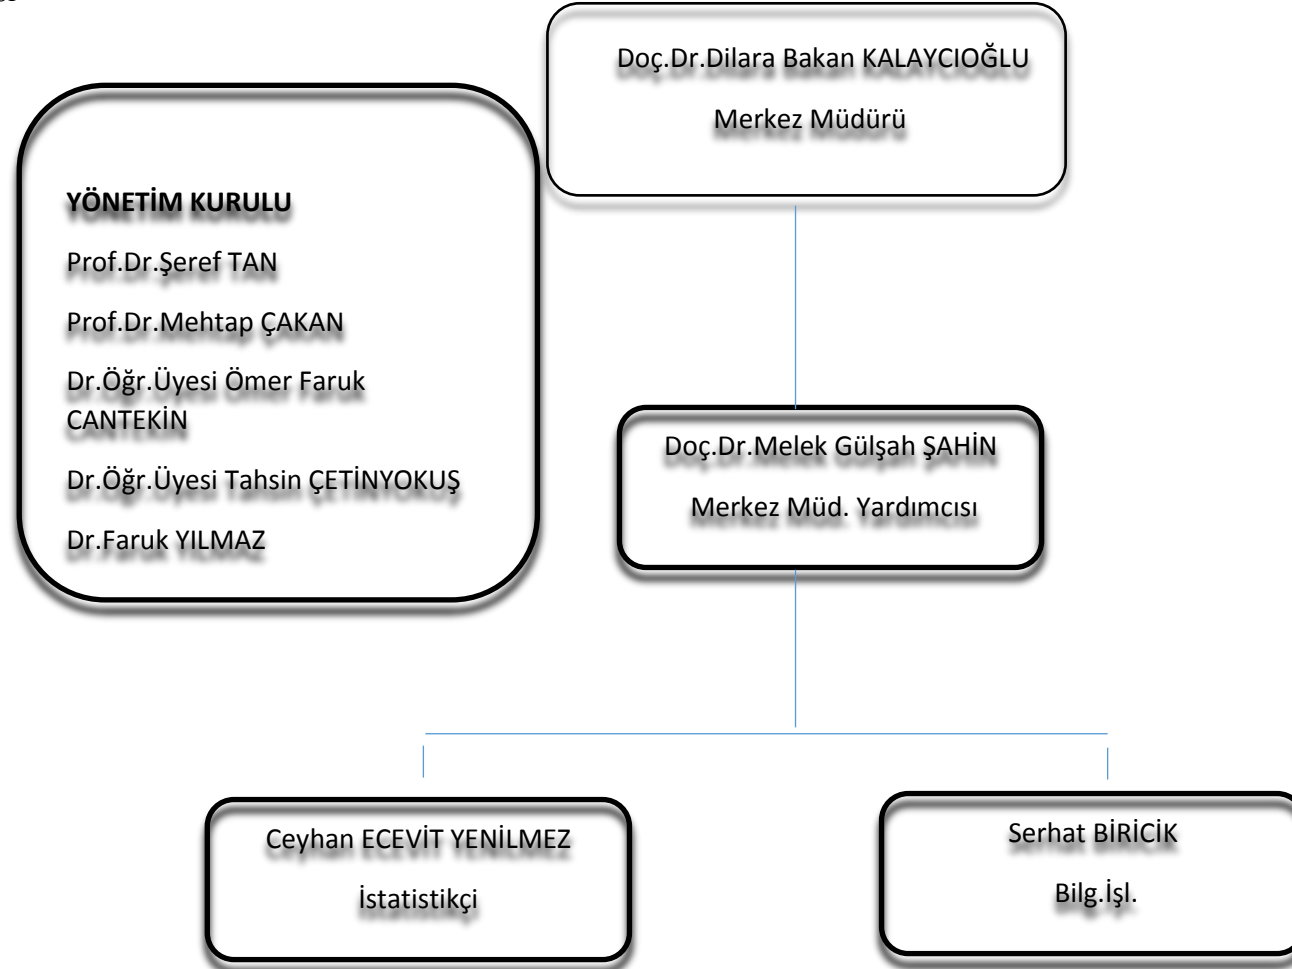 Doç.Dr.Dilara Bakan KALAYCIOĞLU
Merkez Müdürü
YÖNETİM KURULU
Prof.Dr.Şeref TAN
Prof.Dr.Mehtap ÇAKAN
Dr.Öğr.Üyesi Ömer Faruk
CANTEKİN
Dr.Öğr.Üyesi Tahsin ÇETİNYOKUŞ
Dr.Faruk YILMAZ
Doç.Dr.Melek Gülşah ŞAHİN
Merkez Müd. Yardımcısı
Ceyhan ECEVİT YENİLMEZ
İstatistikçi
Serhat BİRİCİK
Bilg.İşl.